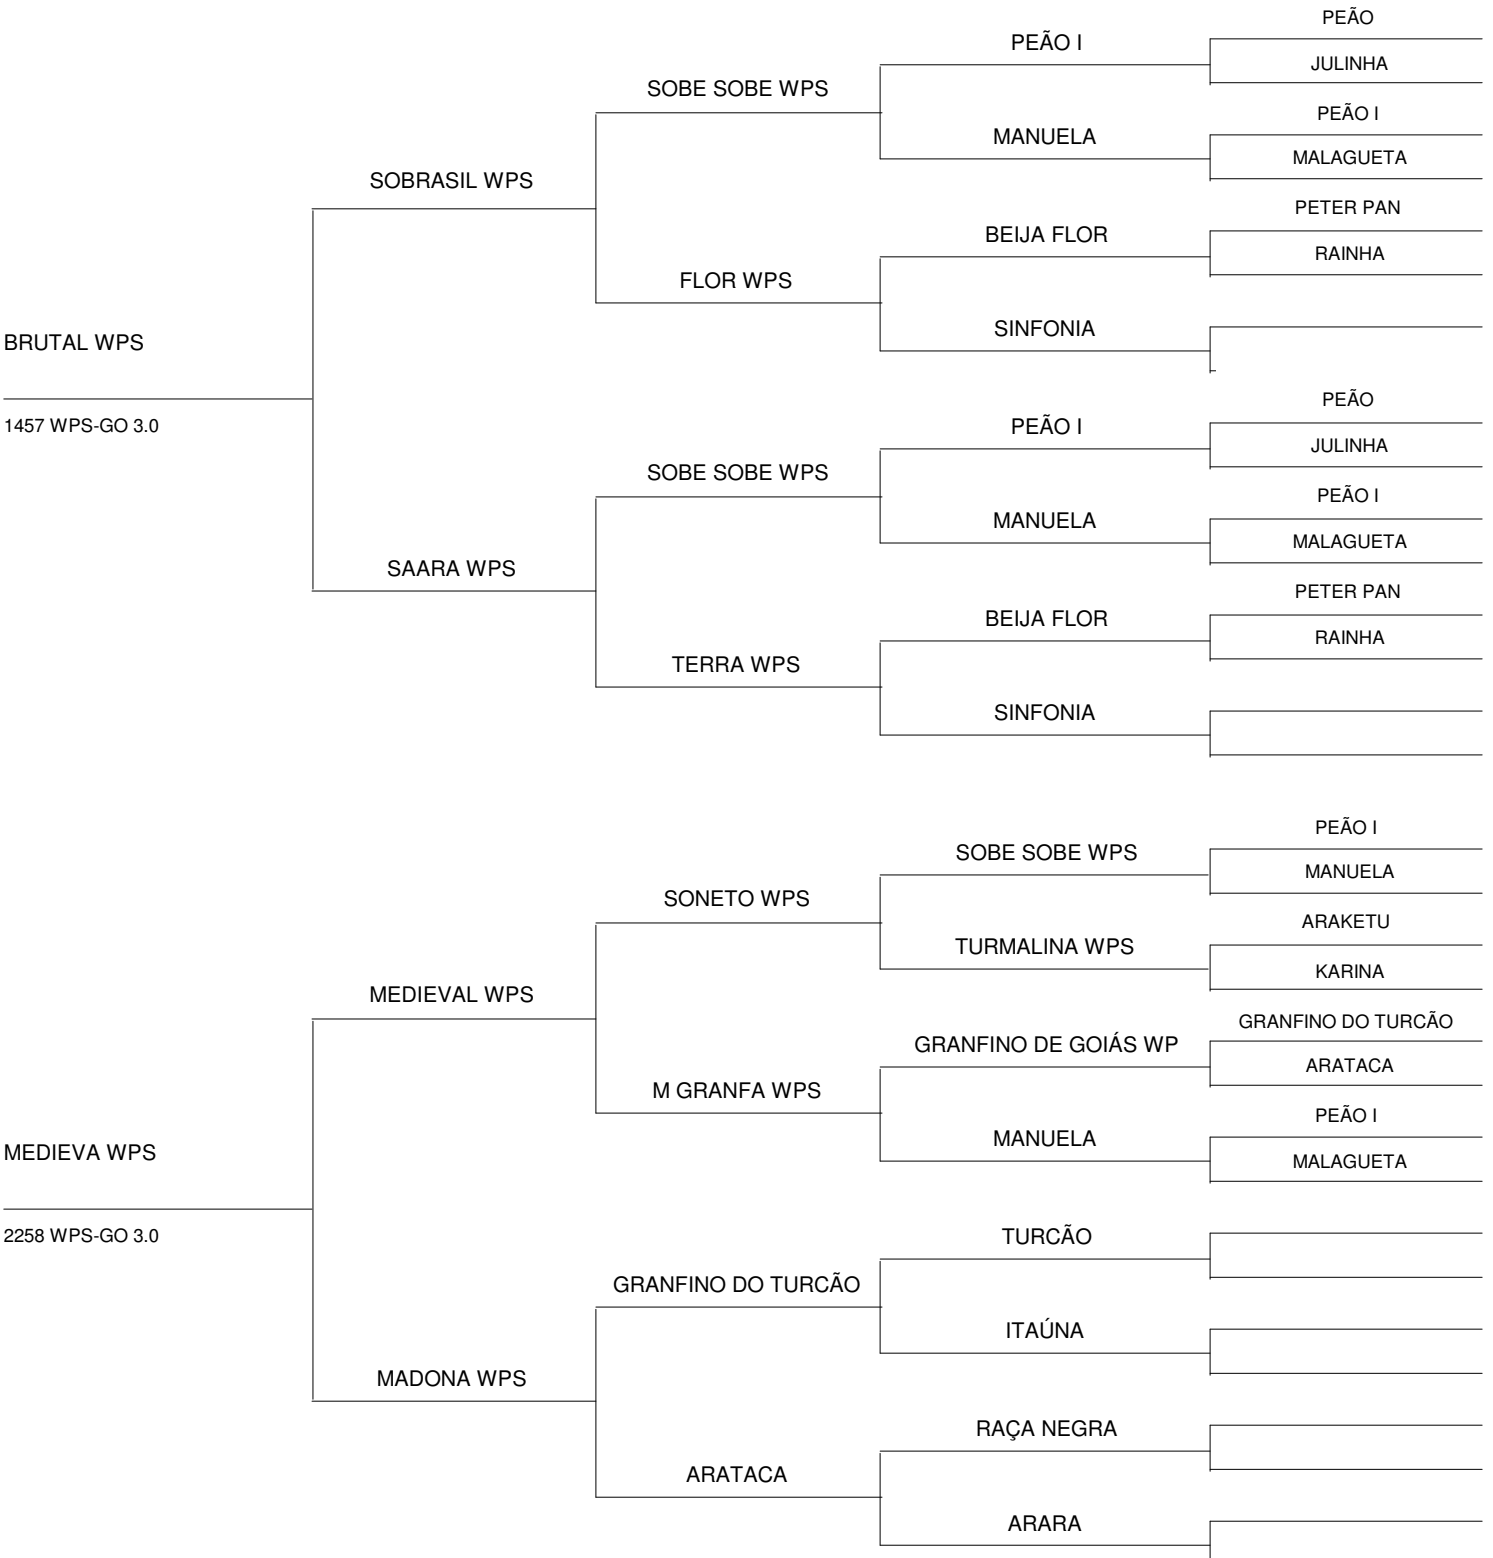 PEÃO
PEÃO I
JULINHA
SOBE SOBE WPS
PEÃO I
MANUELA
MALAGUETA
SOBRASIL WPS
PETER PAN
BEIJA FLOR
RAINHA
FLOR WPS
SINFONIA
BRUTAL WPS
1457 WPS-GO 3.0
PEÃO
PEÃO I
JULINHA
SOBE SOBE WPS
PEÃO I
MANUELA
MALAGUETA
SAARA WPS
PETER PAN
BEIJA FLOR
RAINHA
TERRA WPS
SINFONIA
PEÃO I
SOBE SOBE WPS
MANUELA
SONETO WPS
ARAKETU
TURMALINA WPS
KARINA
MEDIEVAL WPS
GRANFINO DO TURCÃO
GRANFINO DE GOIÁS WP
ARATACA
M GRANFA WPS
PEÃO I
MANUELA
MALAGUETA
MEDIEVA WPS
2258 WPS-GO 3.0
TURCÃO
GRANFINO DO TURCÃO
ITAÚNA
MADONA WPS
RAÇA NEGRA
ARATACA
ARARA